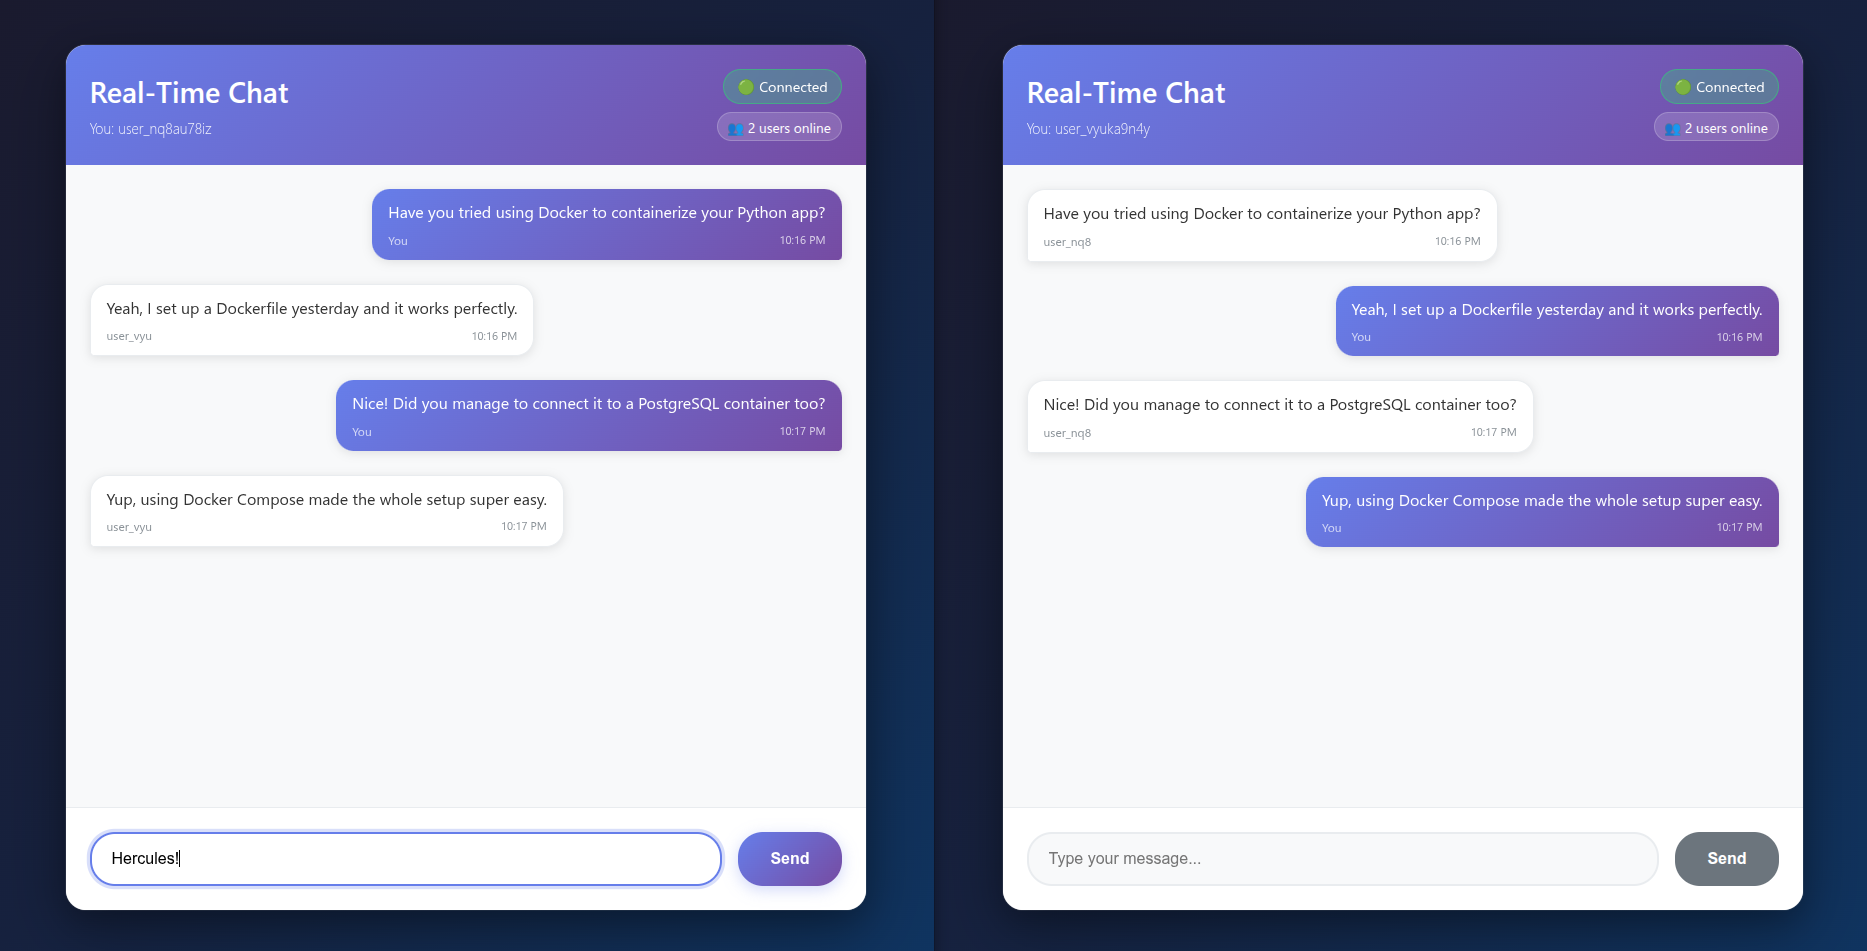 Real-Time Chat
You: user_nq8au78iz
Connected
2 users online
Have you tried using Docker to containerize your Python app?
You 10:16 PM
Yeah, I set up a Dockerfile yesterday and it works perfectly.
user_vyu 10:16 PM
Nice! Did you manage to connect it to a PostgreSQL container too?
You 10:17 PM
Yup, using Docker Compose made the whole setup super easy.
user_vyu 10:17 PM
Hercules!
Send
Real-Time Chat
You: user_vyuka9n4y
Connected
2 users online
Have you tried using Docker to containerize your Python app?
user_nq8 10:16 PM
Yeah, I set up a Dockerfile yesterday and it works perfectly.
You 10:16 PM
Nice! Did you manage to connect it to a PostgreSQL container too?
user_nq8 10:17 PM
Yup, using Docker Compose made the whole setup super easy.
You 10:17 PM
Type your message...
Send